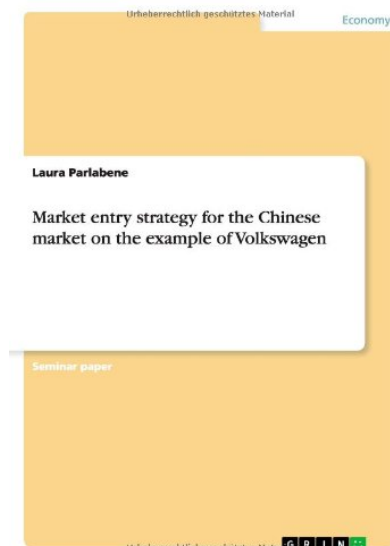 Urheberrechtlich geschütztes Material
Economy
Laura Parlabene
Market entry strategy for the Chinese
market on the example of Volkswagen
Seminar paper
GRIN